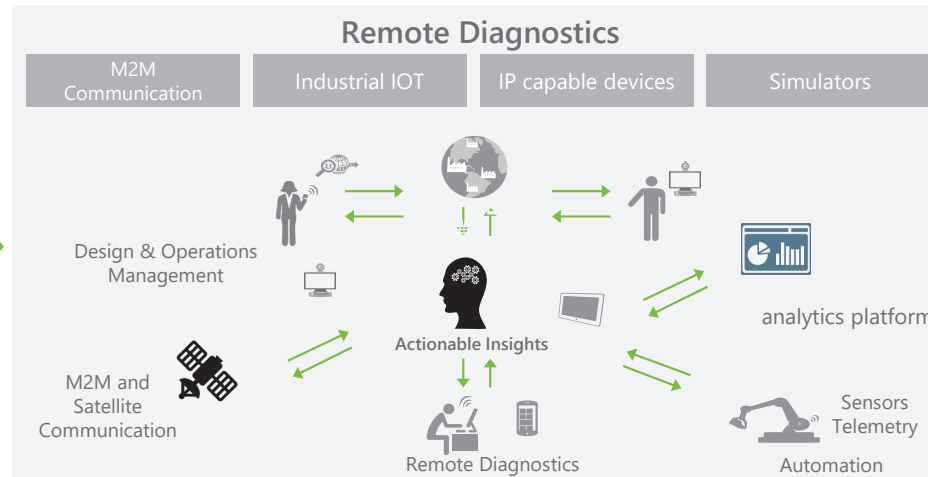 Remote Diagnostics
M2M
Communication
Industrial IOT
IP capable devices
Simulators
Design & Operations
Management
analytics platform
Actionable Insights
M2M and
Satellite
Communication
Sensors
Telemetry
Remote Diagnostics
Automation